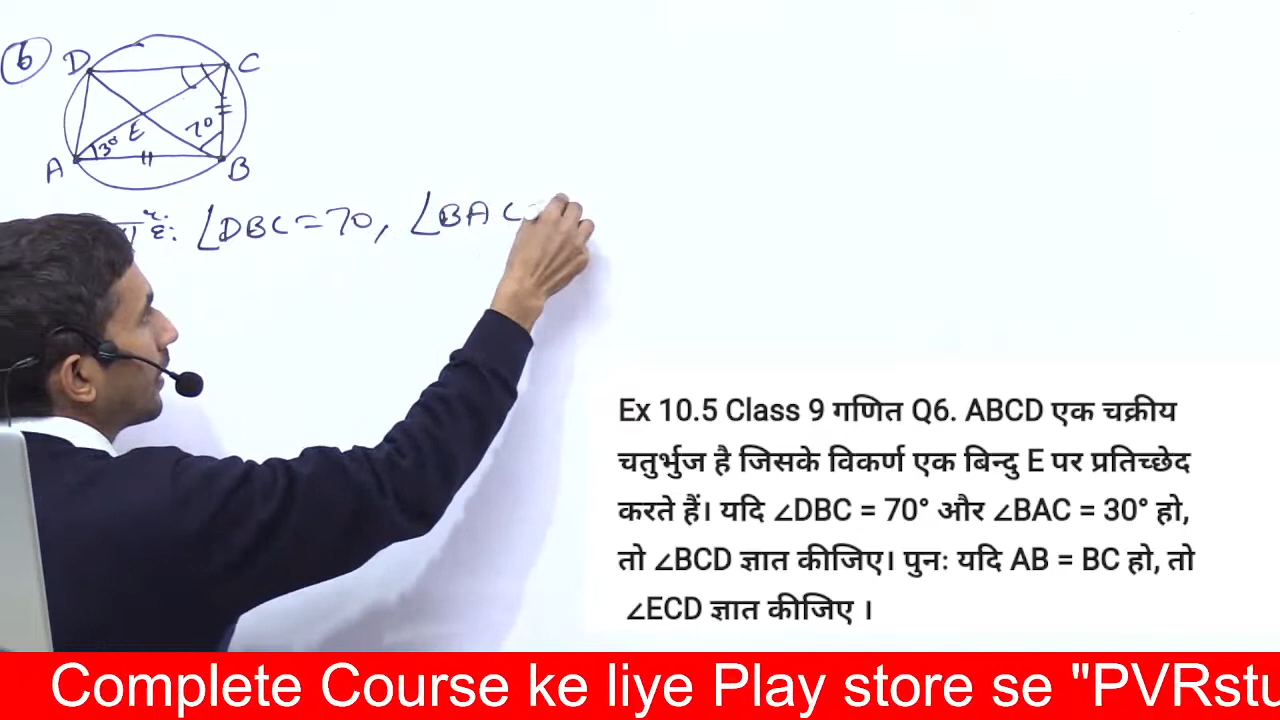 6
D C
E 70
30
A B
∠DBC=70, ∠BAC=
Ex 10.5 Class 9 गणित Q6. ABCD एक चक्रीय
चतुर्भुज है जिसके विकर्ण एक बिन्दु E पर प्रतिच्छेद
करते हैं। यदि ∠DBC = 70° और ∠BAC = 30° हो,
तो ∠BCD ज्ञात कीजिए। पुनः यदि AB = BC हो, तो
∠ECD ज्ञात कीजिए ।
Complete Course ke liye Play store se "PVRstu